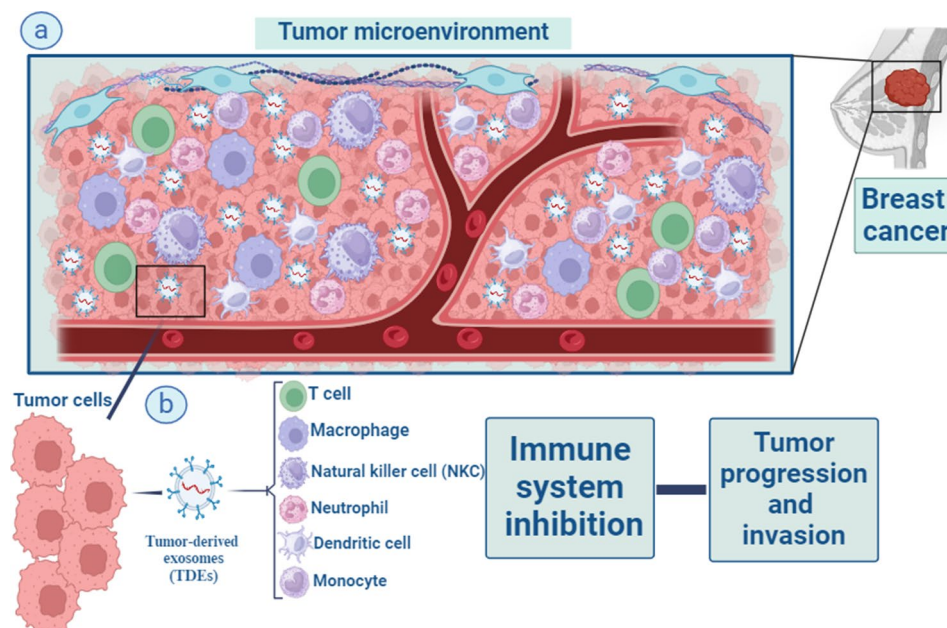 a
Tumor microenvironment
Breast
cancer
Tumor cells
b
T cell
Macrophage
Natural killer cell (NKC)
Neutrophil
Dendritic cell
Monocyte
Tumor-derived
exosomes
(TDEs)
Immune
system
inhibition
Tumor
progression
and
invasion